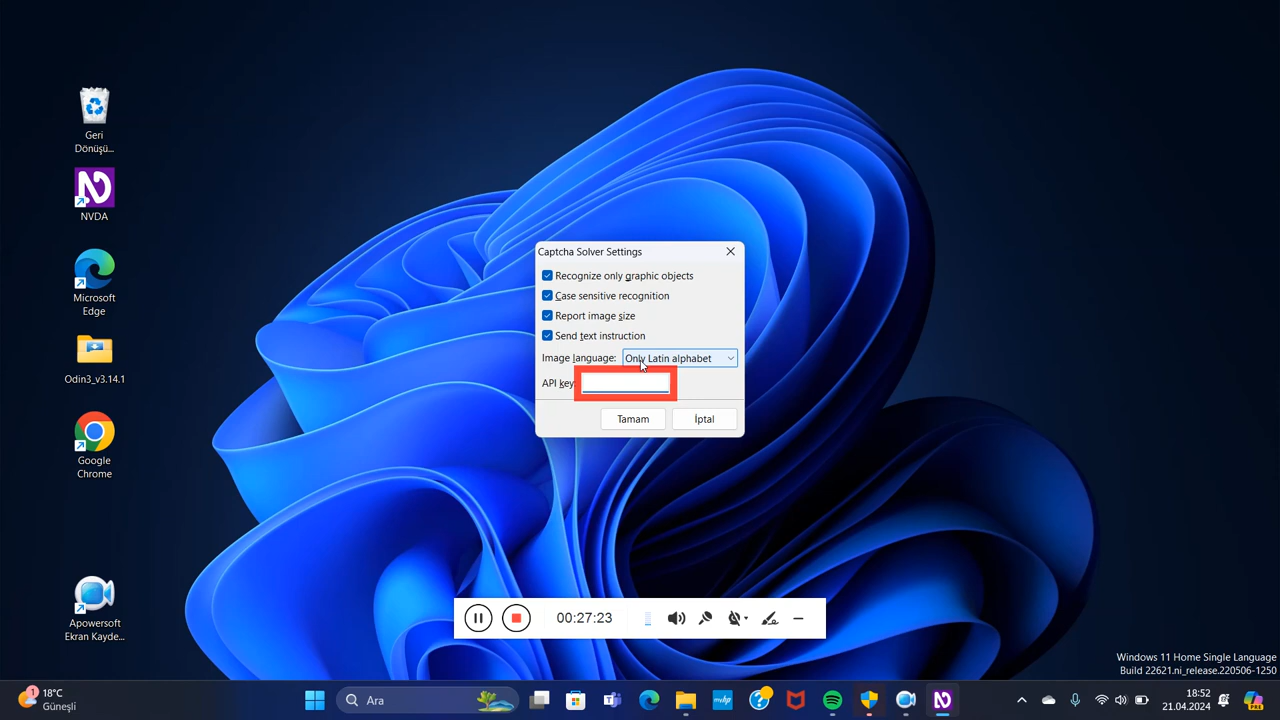 Geri
Dönüşü...
NVDA
Microsoft
Edge
Odin3_v3.14.1
Google
Chrome
Apowersoft
Ekran Kayde...
Captcha Solver Settings
Recognize only graphic objects
Case sensitive recognition
Report image size
Send text instruction
Image language: Only Latin alphabet
API key:
Tamam
İptal
00:27:23
Windows 11 Home Single Language
Build 22621.ni_release.220506-1250
1
18°C
Güneşli
Ara
myhp
18:52
21.04.2024
PRE